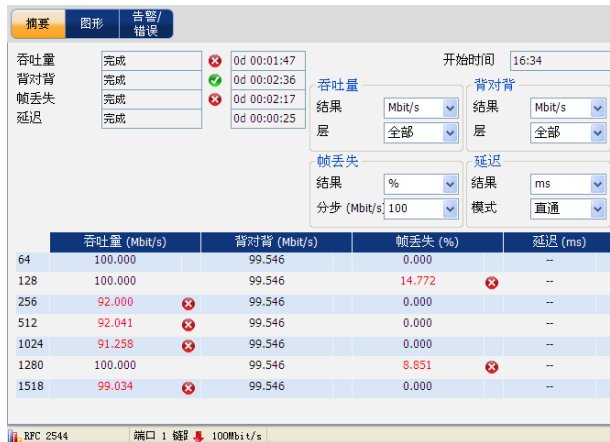 摘要 图形 告警/错误
吞吐量 完成 0d 00:01:47 开始时间 16:34
背对背 完成 0d 00:02:36
帧丢失 完成 0d 00:02:17
延迟 完成 0d 00:00:25
吞吐量 背对背
结果 Mbit/s 结果 Mbit/s
层 全部 层 全部
帧丢失 延迟
结果 % 结果 ms
分步 (Mbit/s) 100 模式 直通
吞吐量 (Mbit/s) 背对背 (Mbit/s) 帧丢失 (%) 延迟 (ms)
64 100.000 99.546 0.000 --
128 100.000 99.546 14.772 --
256 92.000 99.546 0.000 --
512 92.041 99.546 0.000 --
1024 91.258 99.546 0.000 --
1280 100.000 99.546 8.851 --
1518 99.034 99.546 0.000 --
RFC 2544 端口 1 链路 100Mbit/s